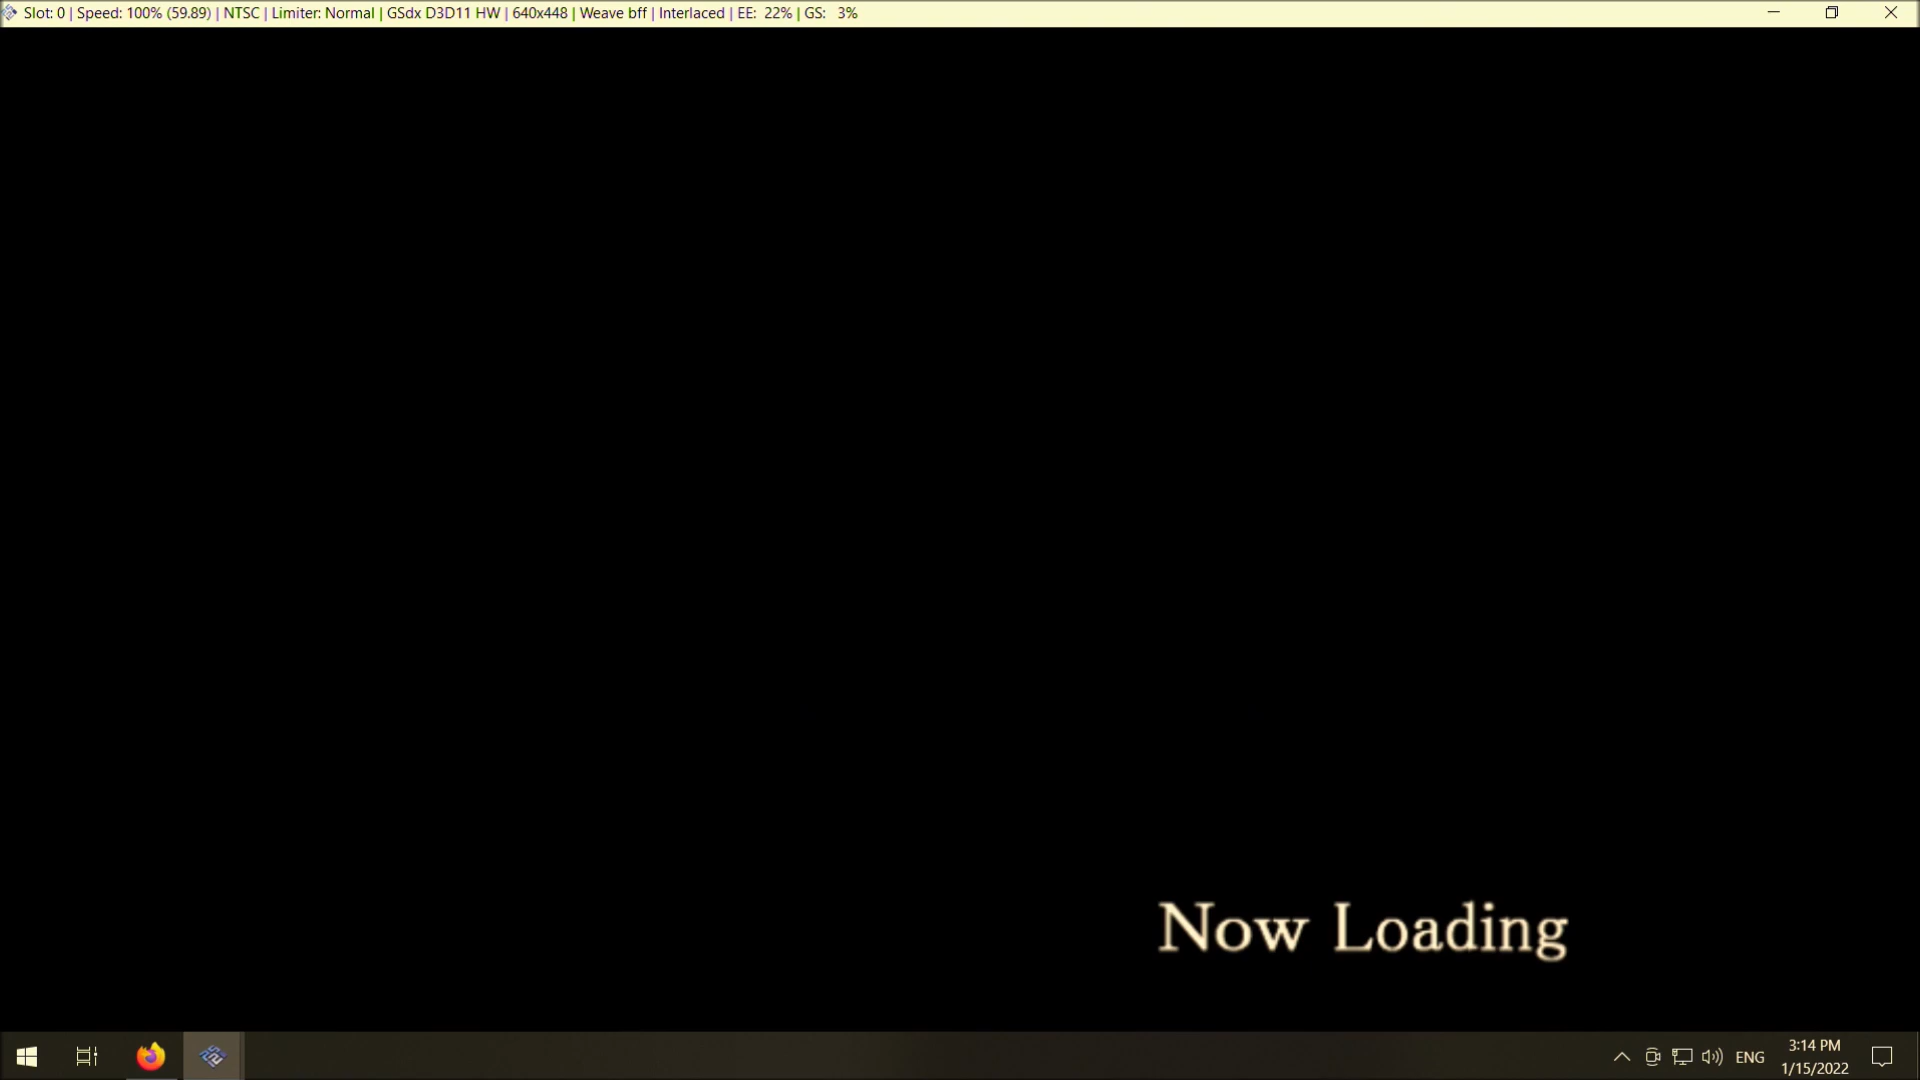 Slot: 0 | Speed: 100% (59.89) | NTSC | Limiter: Normal | GSdx D3D11 HW | 640x448 | Weave bff | Interlaced | EE: 22% | GS: 3%
Now Loading
ENG
3:14 PM
1/15/2022